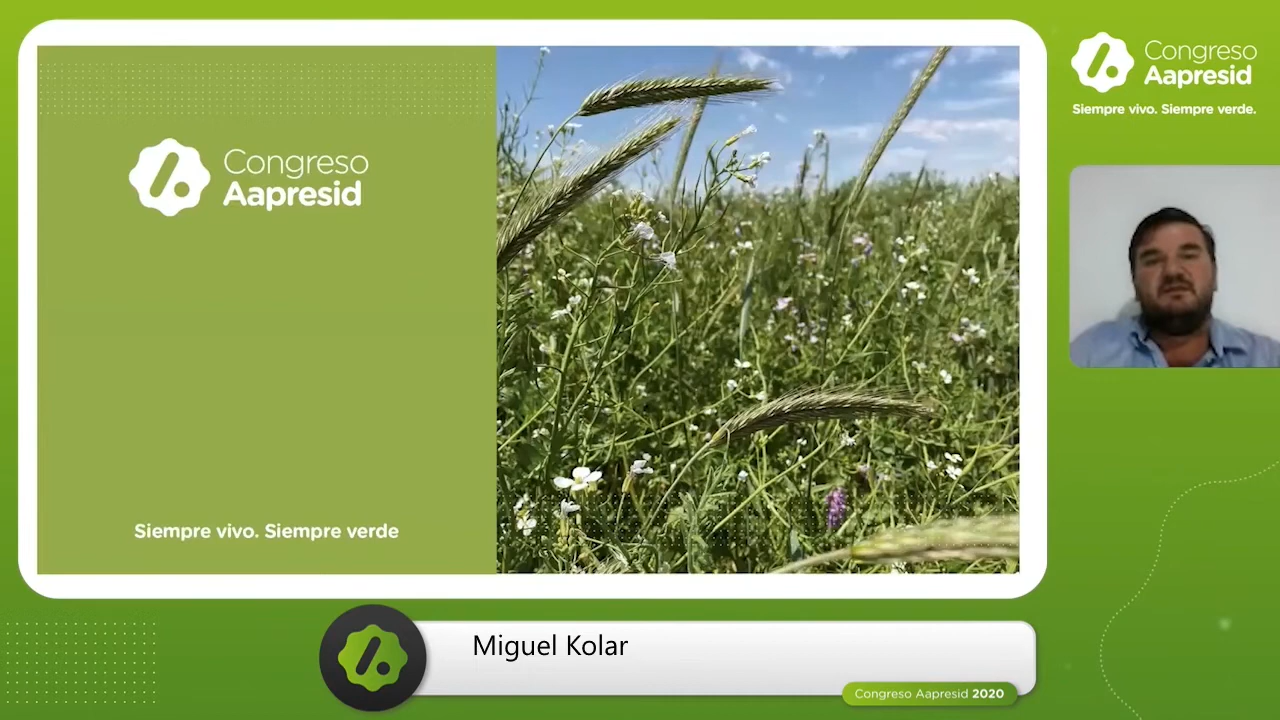 Congreso
Aapresid
Siempre vivo. Siempre verde
Congreso
Aapresid
Siempre vivo. Siempre verde.
Miguel Kolar
Congreso Aapresid 2020